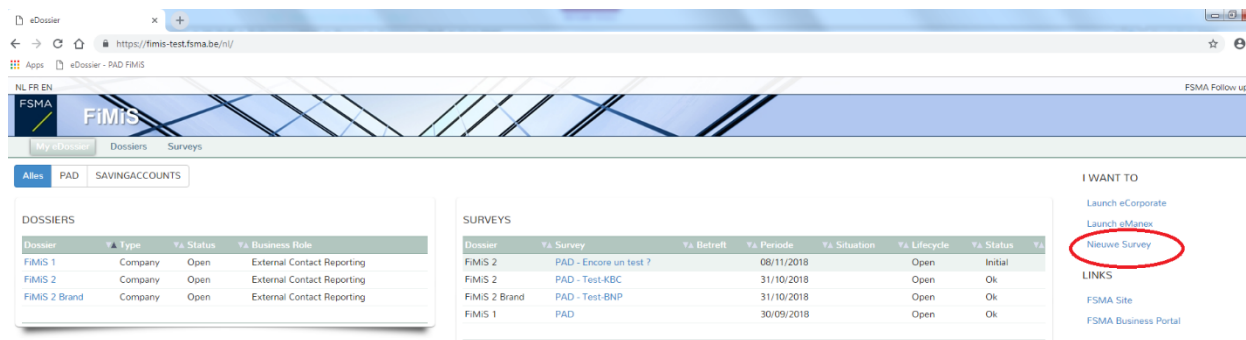 eDossier
https://fimis-test.fsma.be/nl/
Apps eDossier - PAD FiMiS
NL FR EN
FSMA Follow up
FSMA
FiMiS
My eDossier Dossiers Surveys
Alles PAD SAVINGACCOUNTS
DOSSIERS
Dossier Type Status Business Role
FiMiS 1 Company Open External Contact Reporting
FiMiS 2 Company Open External Contact Reporting
FiMiS 2 Brand Company Open External Contact Reporting
SURVEYS
Dossier Survey Betreft Periode Situation Lifecycle Status
FiMiS 2 PAD - Encore un test ? 08/11/2018 Open Initial
FiMiS 2 PAD - Test-KBC 31/10/2018 Open Ok
FiMiS 2 Brand PAD - Test-BNP 31/10/2018 Open Ok
FiMiS 1 PAD 30/09/2018 Open Ok
I WANT TO
Launch eCorporate
Launch eManex
Nieuwe Survey
LINKS
FSMA Site
FSMA Business Portal